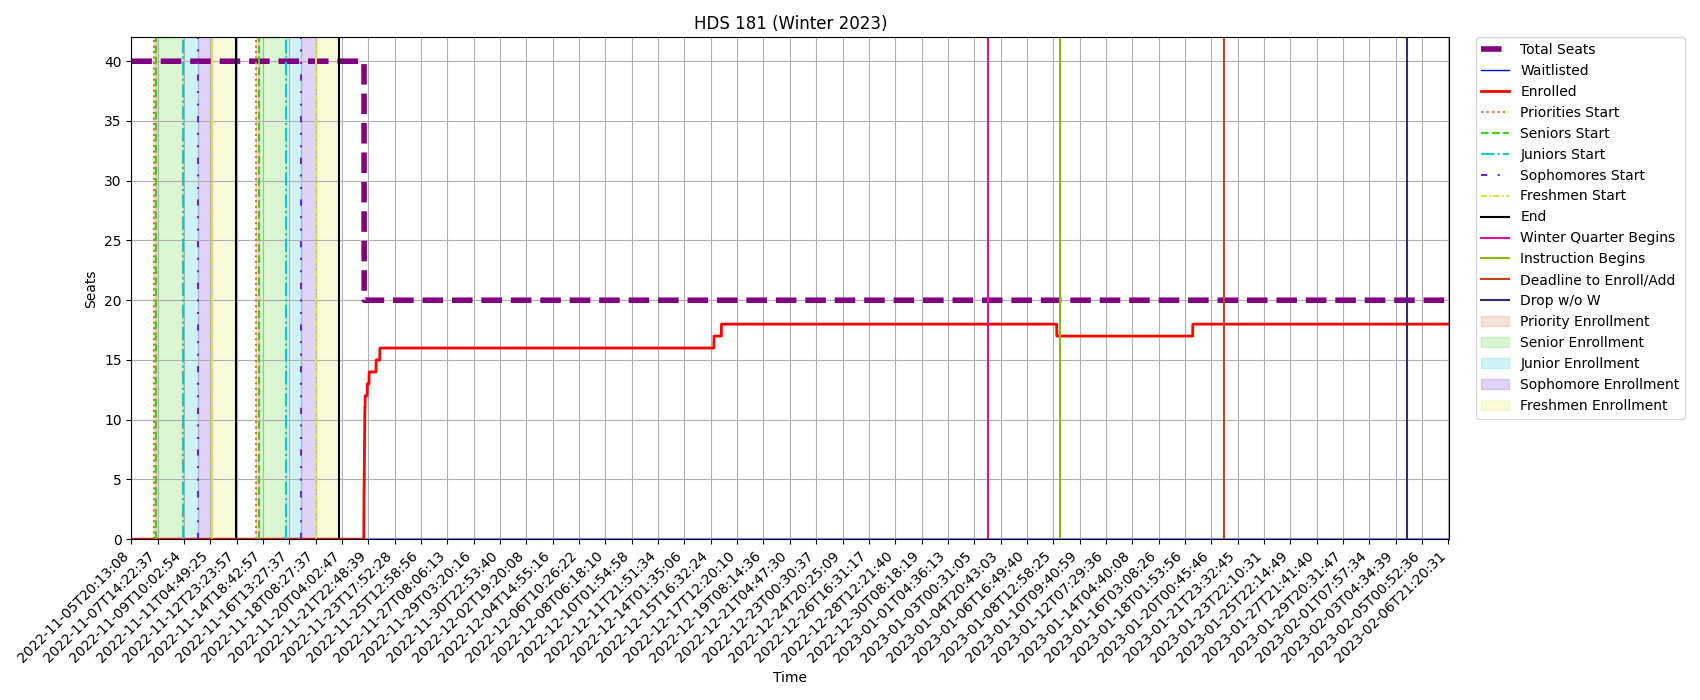 HDS 181 (Winter 2023)
Seats
40
35
30
25
20
15
10
5
0
2022-11-05T20:13:08
2022-11-07T14:22:37
2022-11-09T10:02:54
2022-11-11T04:49:25
2022-11-12T23:23:57
2022-11-14T18:42:57
2022-11-16T13:27:37
2022-11-18T08:27:37
2022-11-20T04:02:47
2022-11-21T22:48:39
2022-11-23T17:52:28
2022-11-25T12:58:56
2022-11-27T08:06:13
2022-11-29T03:20:16
2022-11-30T22:53:40
2022-12-02T19:20:08
2022-12-04T14:55:16
2022-12-06T10:26:22
2022-12-08T06:18:10
2022-12-10T01:54:58
2022-12-11T21:51:34
2022-12-14T01:35:06
2022-12-15T16:32:24
2022-12-17T12:20:10
2022-12-19T08:14:36
2022-12-21T04:47:30
2022-12-23T00:30:37
2022-12-24T20:25:09
2022-12-26T16:31:17
2022-12-28T12:21:40
2022-12-30T08:18:19
2023-01-01T04:36:13
2023-01-03T00:31:05
2023-01-04T20:43:03
2023-01-06T16:49:40
2023-01-08T12:58:25
2023-01-10T09:40:59
2023-01-12T07:29:36
2023-01-14T04:40:08
2023-01-16T03:08:26
2023-01-18T01:53:56
2023-01-20T00:45:46
2023-01-21T23:32:45
2023-01-23T22:10:31
2023-01-25T22:14:49
2023-01-27T21:41:40
2023-01-29T20:31:47
2023-02-01T07:57:34
2023-02-03T04:34:39
2023-02-05T00:52:36
2023-02-06T21:20:31
Time
Total Seats
Waitlisted
Enrolled
Priorities Start
Seniors Start
Juniors Start
Sophomores Start
Freshmen Start
End
Winter Quarter Begins
Instruction Begins
Deadline to Enroll/Add
Drop w/o W
Priority Enrollment
Senior Enrollment
Junior Enrollment
Sophomore Enrollment
Freshmen Enrollment